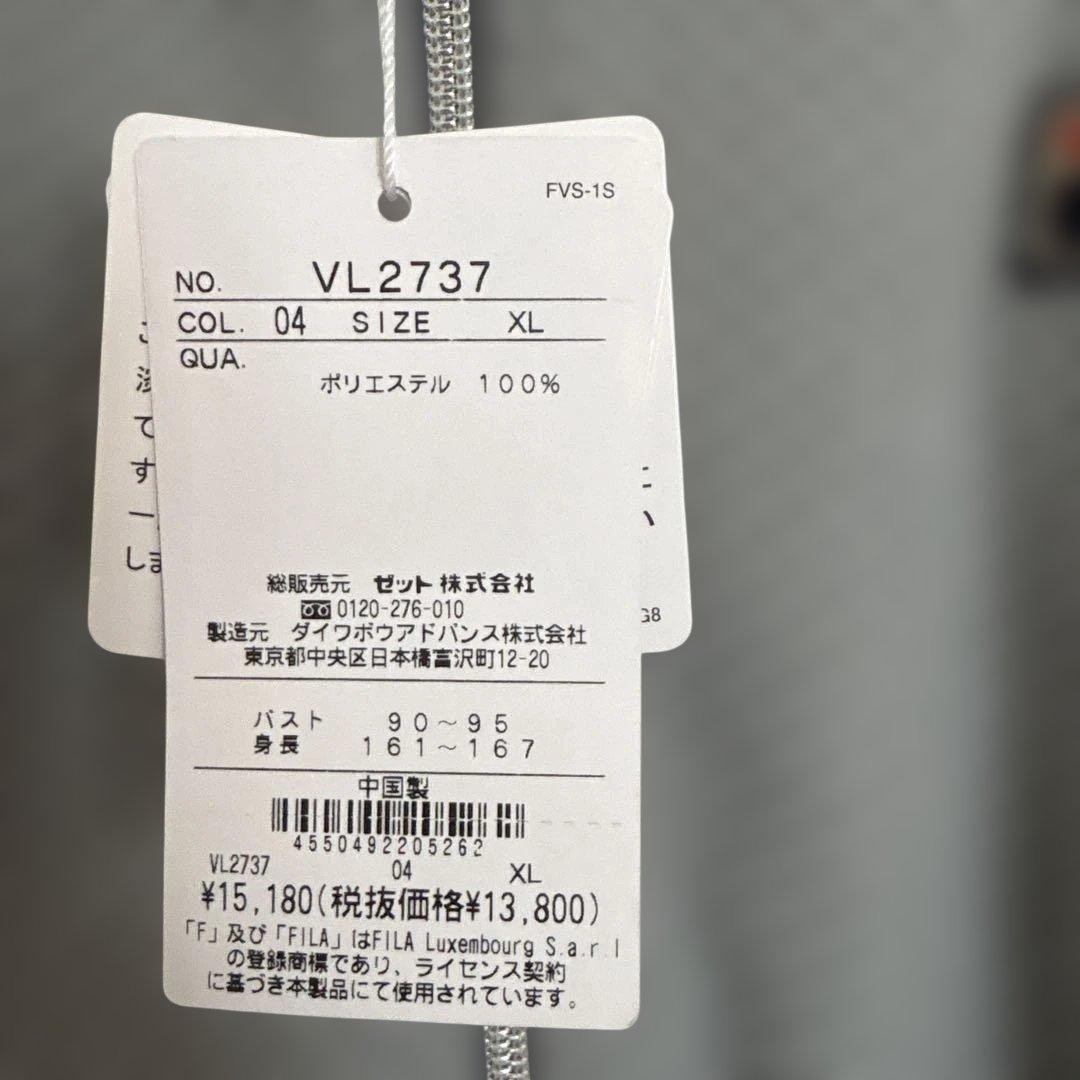 FVS-1S
NO. VL2737
COL. 04 SIZE XL
QUA.
ポリエステル 100%
総販売元 ゼット株式会社
0120-276-010
製造元 ダイワボウアドバンス株式会社
東京都中央区日本橋富沢町12-20
バスト 90~95
身長 161~167
中国製
4550492205262
VL2737 04 XL
¥15,180(税抜価格¥13,800)
「F」及び「FILA」はFILA Luxembourg S.a.r.l
の登録商標であり、ライセンス契約
に基づき本製品にて使用されています。
て
す
しま
G8